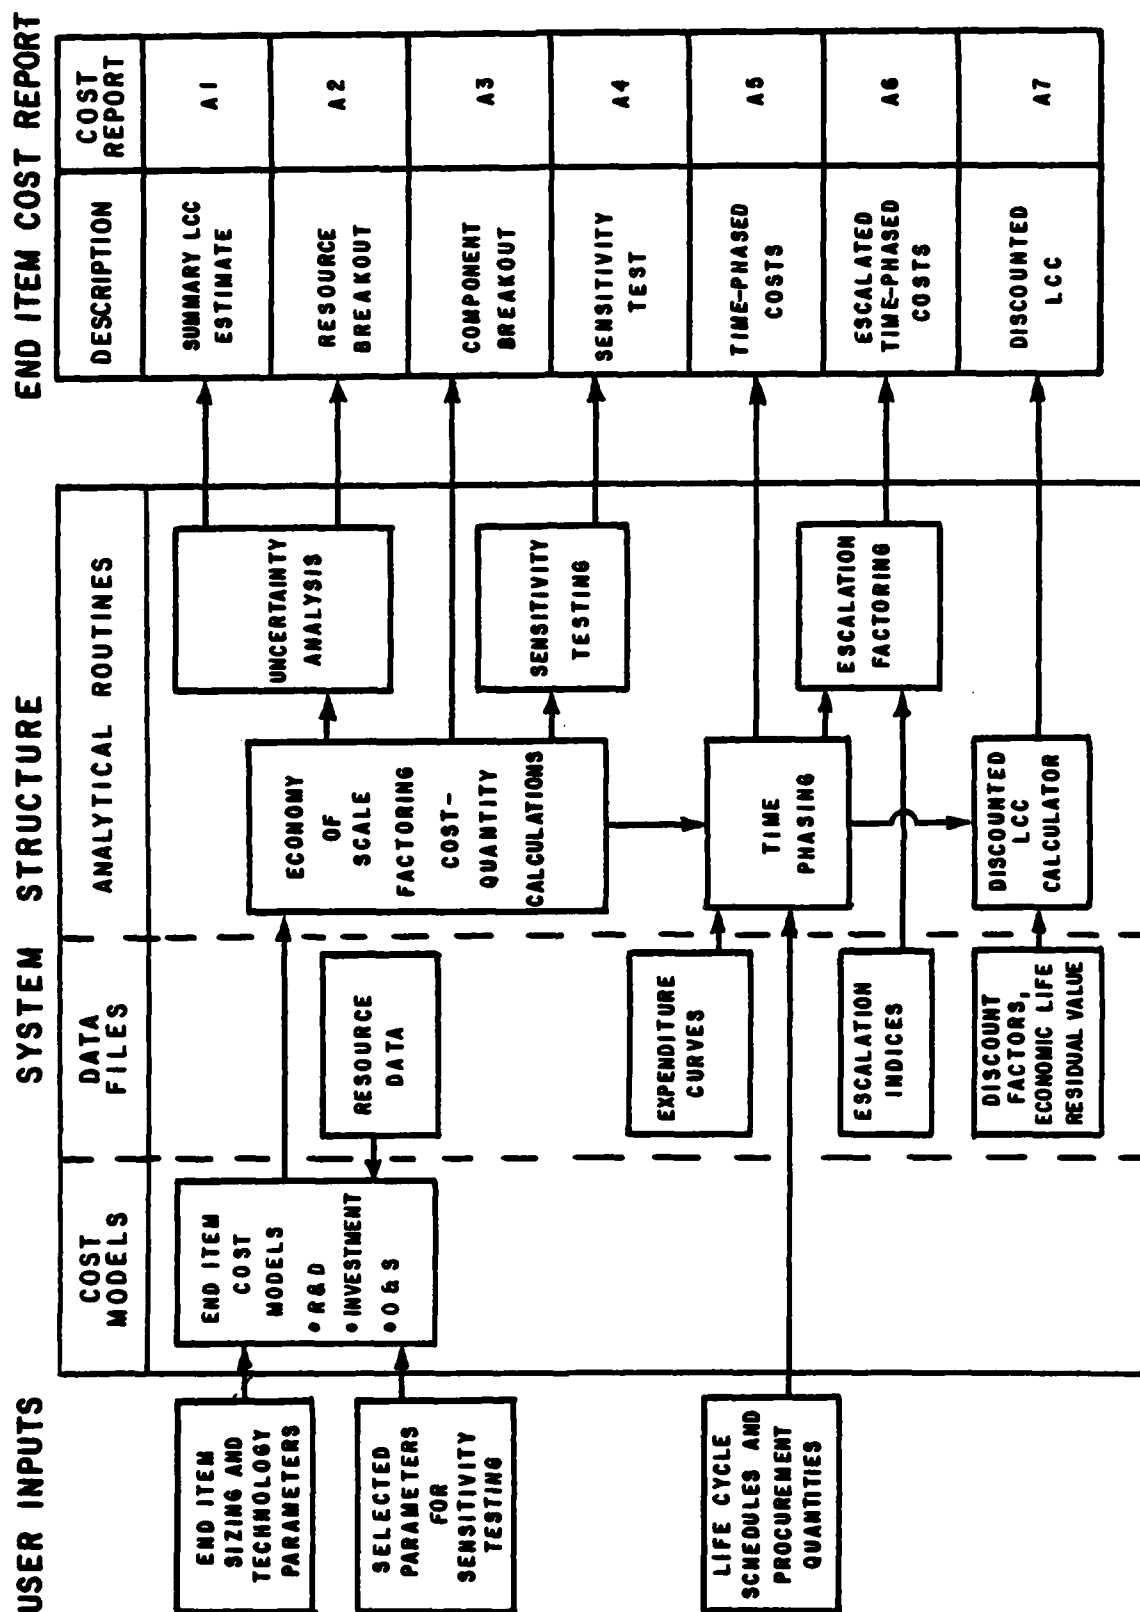 USER INPUTS
SYSTEM STRUCTURE
END ITEM COST REPORT
COST
MODELS
DATA
FILES
ANALYTICAL ROUTINES
DESCRIPTION
COST
REPORT
END ITEM
SIZING AND
TECHNOLOGY
PARAMETERS
SELECTED
PARAMETERS
FOR
SENSITIVITY
TESTING
LIFE CYCLE
SCHEDULES AND
PROCUREMENT
QUANTITIES
END ITEM
COST
MODELS
• R&D
• INVESTMENT
• O&S
RESOURCE
DATA
EXPENDITURE
CURVES
ESCALATION
INDICES
DISCOUNT
FACTORS,
ECONOMIC LIFE
RESIDUAL VALUE
ECONOMY
OF
SCALE
FACTORING
COST-
QUANTITY
CALCULATIONS
UNCERTAINTY
ANALYSIS
SENSITIVITY
TESTING
TIME
PHASING
ESCALATION
FACTORING
DISCOUNTED
LCC
CALCULATOR
SUMMARY LCC
ESTIMATE
A1
RESOURCE
BREAKOUT
A2
COMPONENT
BREAKOUT
A3
SENSITIVITY
TEST
A4
TIME-PHASED
COSTS
A5
ESCALATED
TIME-PHASED
COSTS
A6
DISCOUNTED
LCC
A7